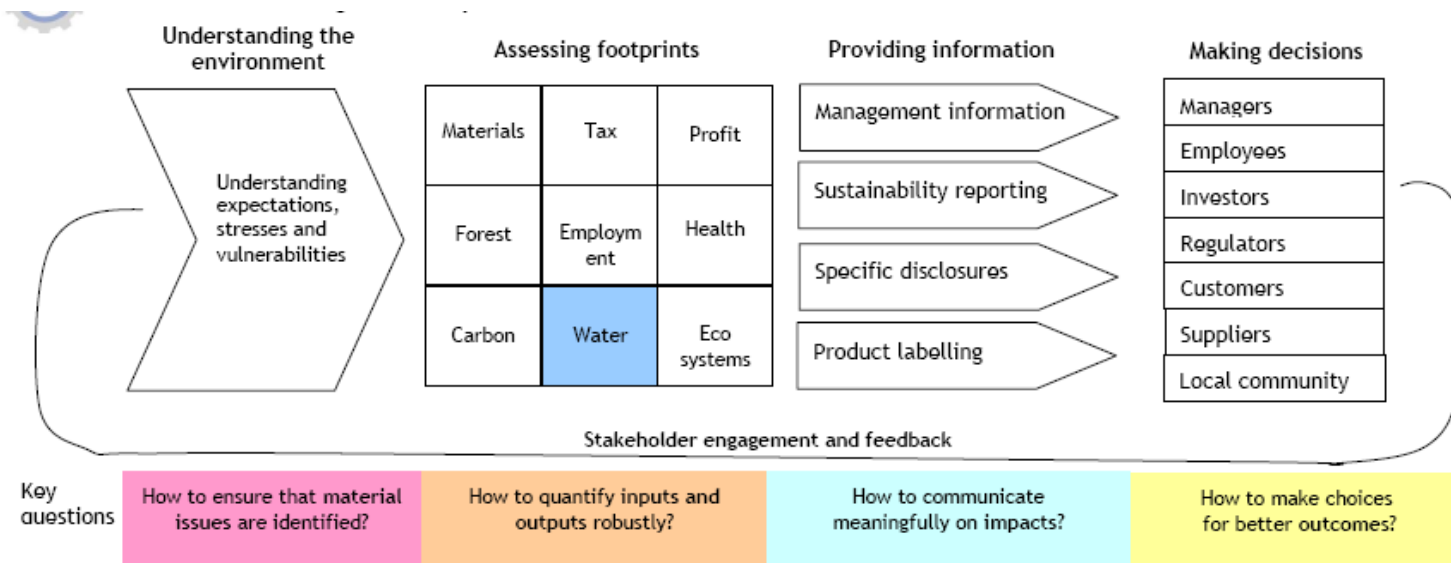 Understanding the
environment
Assessing footprints
Providing information
Making decisions
Understanding
expectations,
stresses and
vulnerabilities
Materials
Tax
Profit
Forest
Employm
ent
Health
Carbon
Water
Eco
systems
Management information
Sustainability reporting
Specific disclosures
Product labelling
Managers
Employees
Investors
Regulators
Customers
Suppliers
Local community
Stakeholder engagement and feedback
Key
questions
How to ensure that material
issues are identified?
How to quantify inputs and
outputs robustly?
How to communicate
meaningfully on impacts?
How to make choices
for better outcomes?